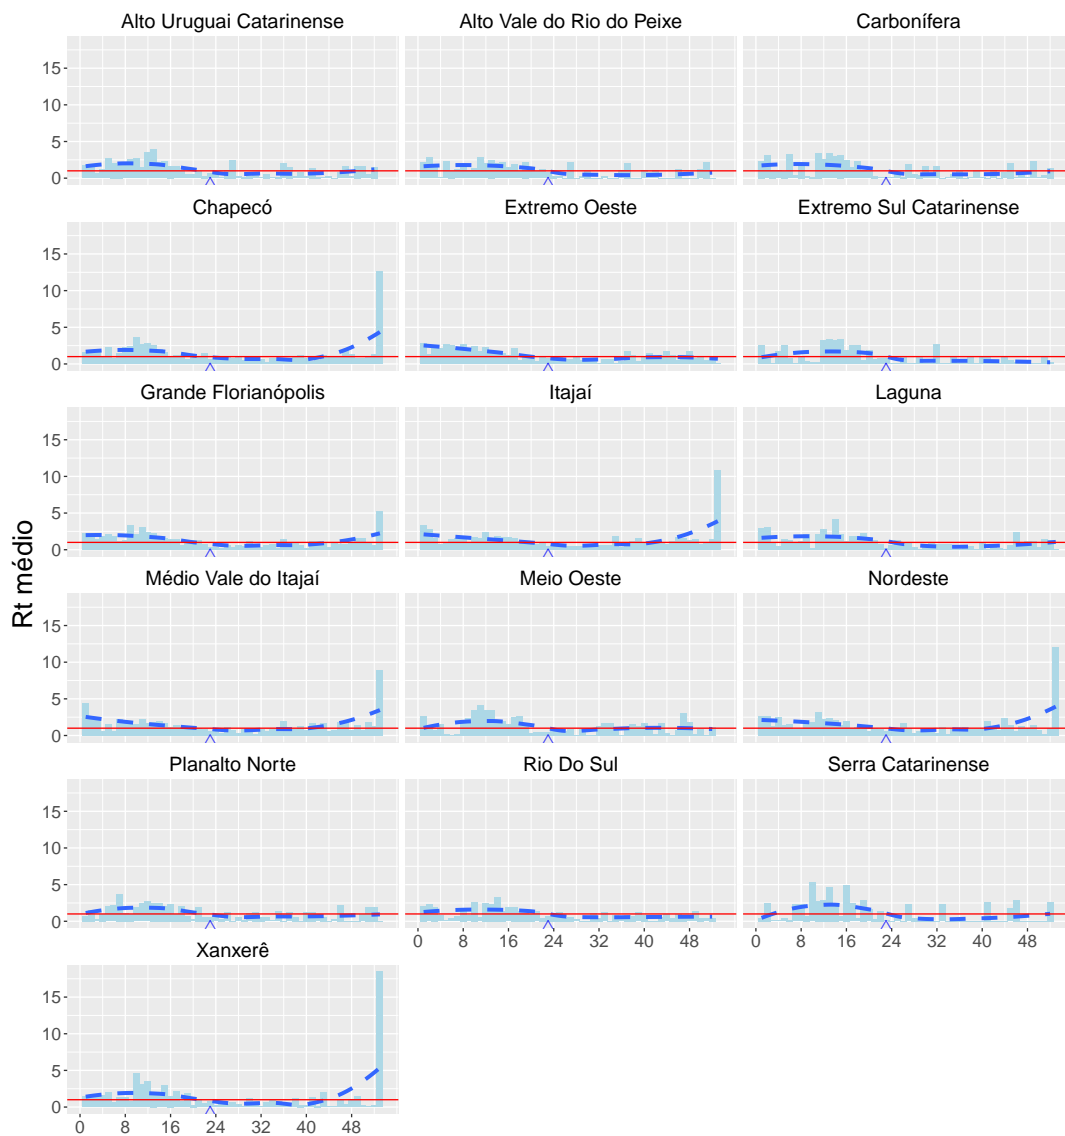 Alto Uruguai Catarinense Alto Vale do Rio do Peixe Carbonífera
15
10
5
0
Chapecó Extremo Oeste Extremo Sul Catarinense
15
10
5
0
Grande Florianópolis Itajaí Laguna
15
10
5
0
Rt médio
Médio Vale do Itajaí Meio Oeste Nordeste
15
10
5
0
Planalto Norte Rio Do Sul Serra Catarinense
15
10
5
0
0 8 16 24 32 40 48 0 8 16 24 32 40 48
Xanxerê
15
10
5
0
0 8 16 24 32 40 48